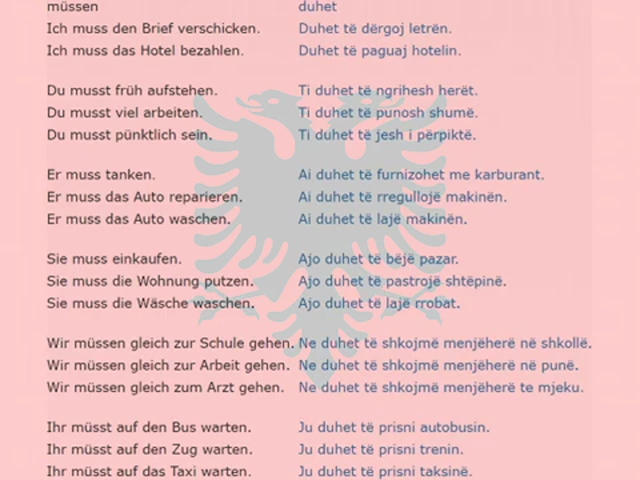 müssen duhet
Ich muss den Brief verschicken. Duhet të dërgoj letrën.
Ich muss das Hotel bezahlen. Duhet të paguaj hotelin.
Du musst früh aufstehen. Ti duhet të ngrihesh herët.
Du musst viel arbeiten. Ti duhet të punosh shumë.
Du musst pünktlich sein. Ti duhet të jesh i përpiktë.
Er muss tanken. Ai duhet të furnizohet me karburant.
Er muss das Auto reparieren. Ai duhet të rregullojë makinën.
Er muss das Auto waschen. Ai duhet të lajë makinën.
Sie muss einkaufen. Ajo duhet të bëjë pazar.
Sie muss die Wohnung putzen. Ajo duhet të pastrojë shtëpinë.
Sie muss die Wäsche waschen. Ajo duhet të lajë rrobat.
Wir müssen gleich zur Schule gehen. Ne duhet të shkojmë menjëherë në shkollë.
Wir müssen gleich zur Arbeit gehen. Ne duhet të shkojmë menjëherë në punë.
Wir müssen gleich zum Arzt gehen. Ne duhet të shkojmë menjëherë te mjeku.
Ihr müsst auf den Bus warten. Ju duhet të prisni autobusin.
Ihr müsst auf den Zug warten. Ju duhet të prisni trenin.
Ihr müsst auf das Taxi warten. Ju duhet të prisni taksinë.